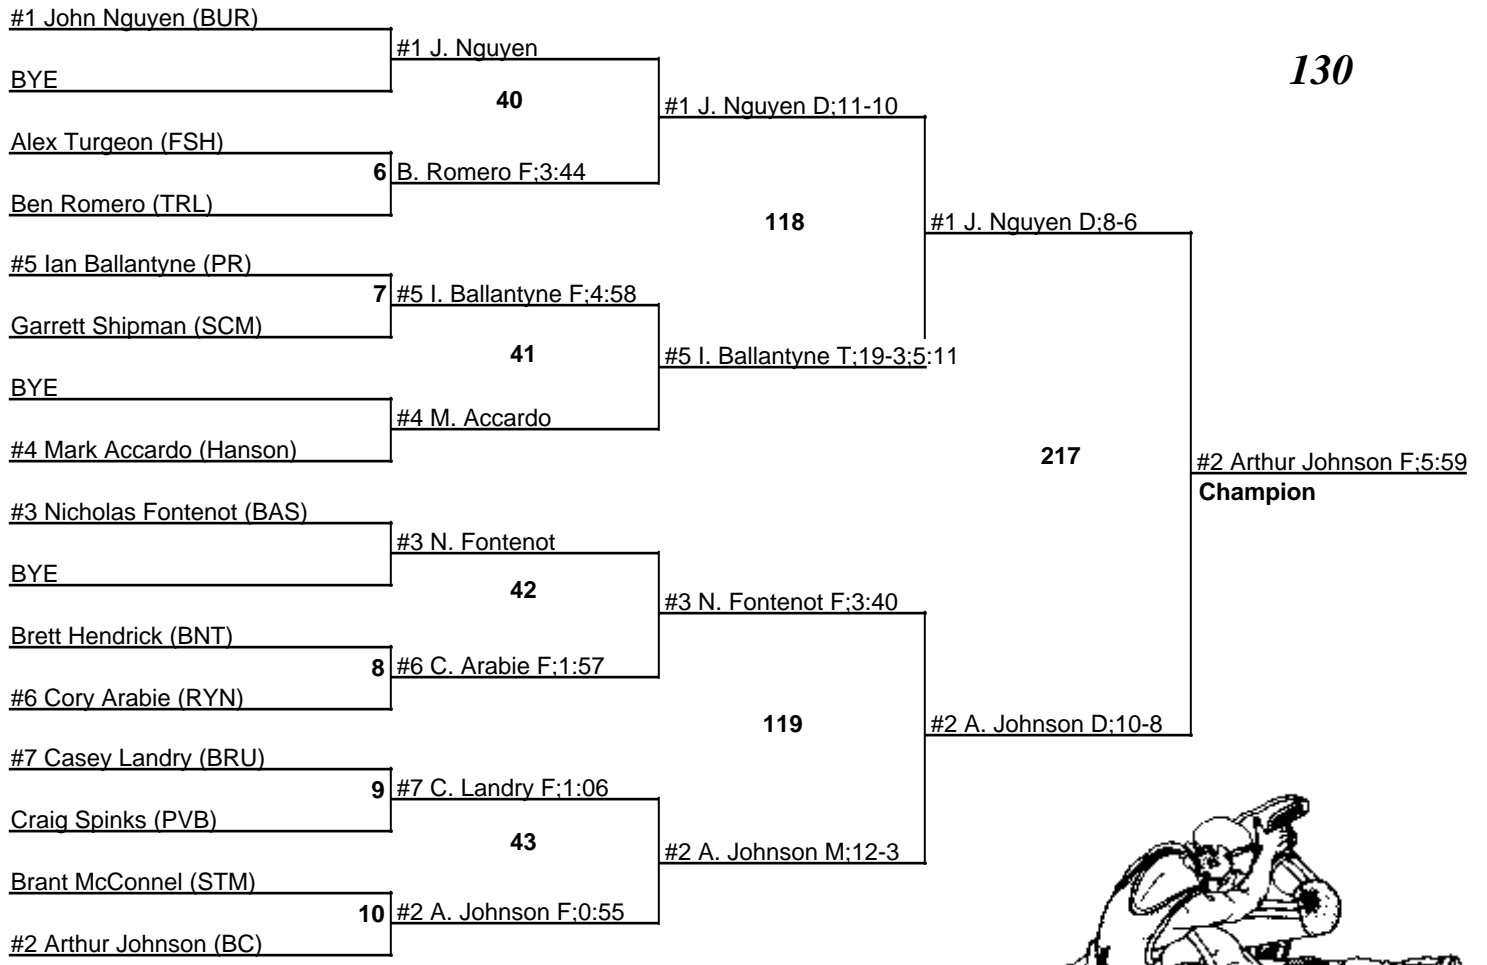 #1 John Nguyen (BUR)
#1 J. Nguyen
130
BYE
40
#1 J. Nguyen D;11-10
Alex Turgeon (FSH)
6 B. Romero F;3:44
Ben Romero (TRL)
118
#1 J. Nguyen D;8-6
#5 Ian Ballantyne (PR)
7 #5 I. Ballantyne F;4:58
Garrett Shipman (SCM)
41
#5 I. Ballantyne T;19-3;5:11
BYE
#4 M. Accardo
#4 Mark Accardo (Hanson)
217
#2 Arthur Johnson F;5:59
Champion
#3 Nicholas Fontenot (BAS)
#3 N. Fontenot
BYE
42
#3 N. Fontenot F;3:40
Brett Hendrick (BNT)
8 #6 C. Arabie F;1:57
#6 Cory Arabie (RYN)
119
#2 A. Johnson D;10-8
#7 Casey Landry (BRU)
9 #7 C. Landry F;1:06
Craig Spinks (PVB)
43
#2 A. Johnson M;12-3
Brant McConnel (STM)
10 #2 A. Johnson F;0:55
#2 Arthur Johnson (BC)